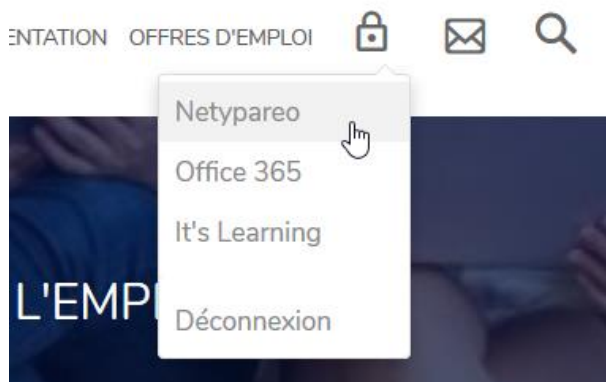 ENTATION OFFRES D'EMPLOI
Netypareo
Office 365
It's Learning
L'EMP
Déconnexion